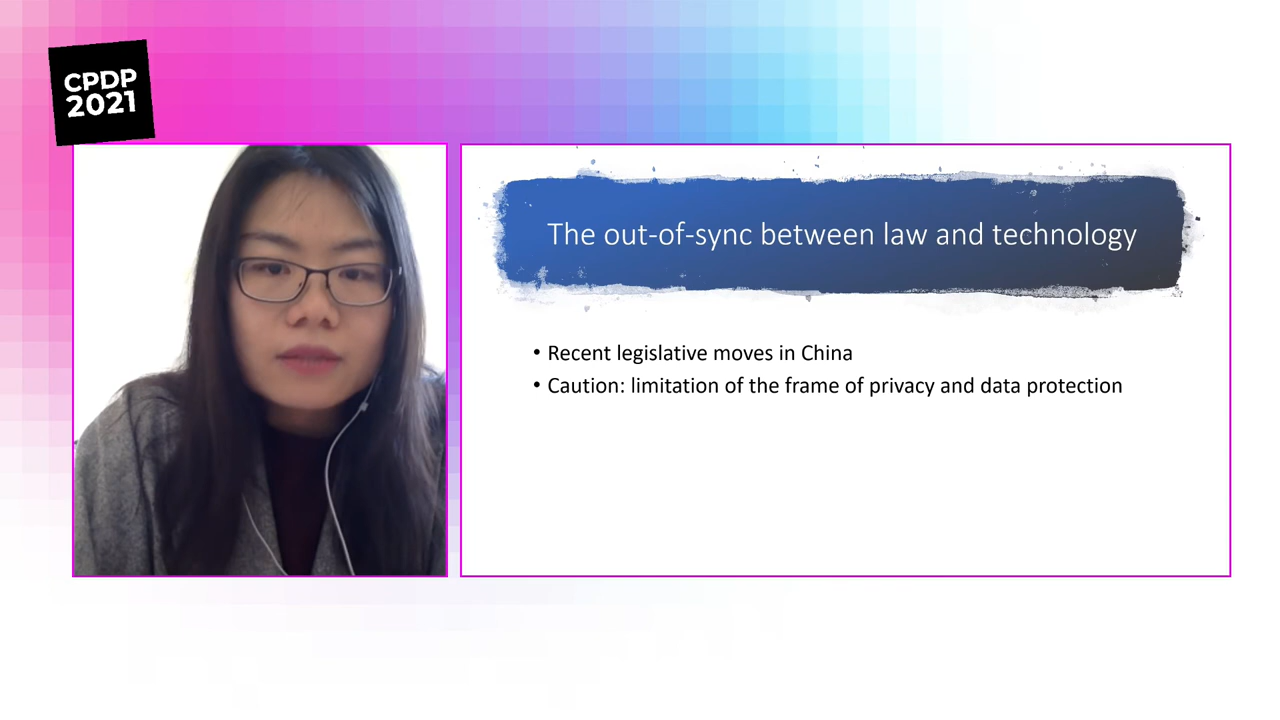 CPDP
2021
The out-of-sync between law and technology
• Recent legislative moves in China
• Caution: limitation of the frame of privacy and data protection